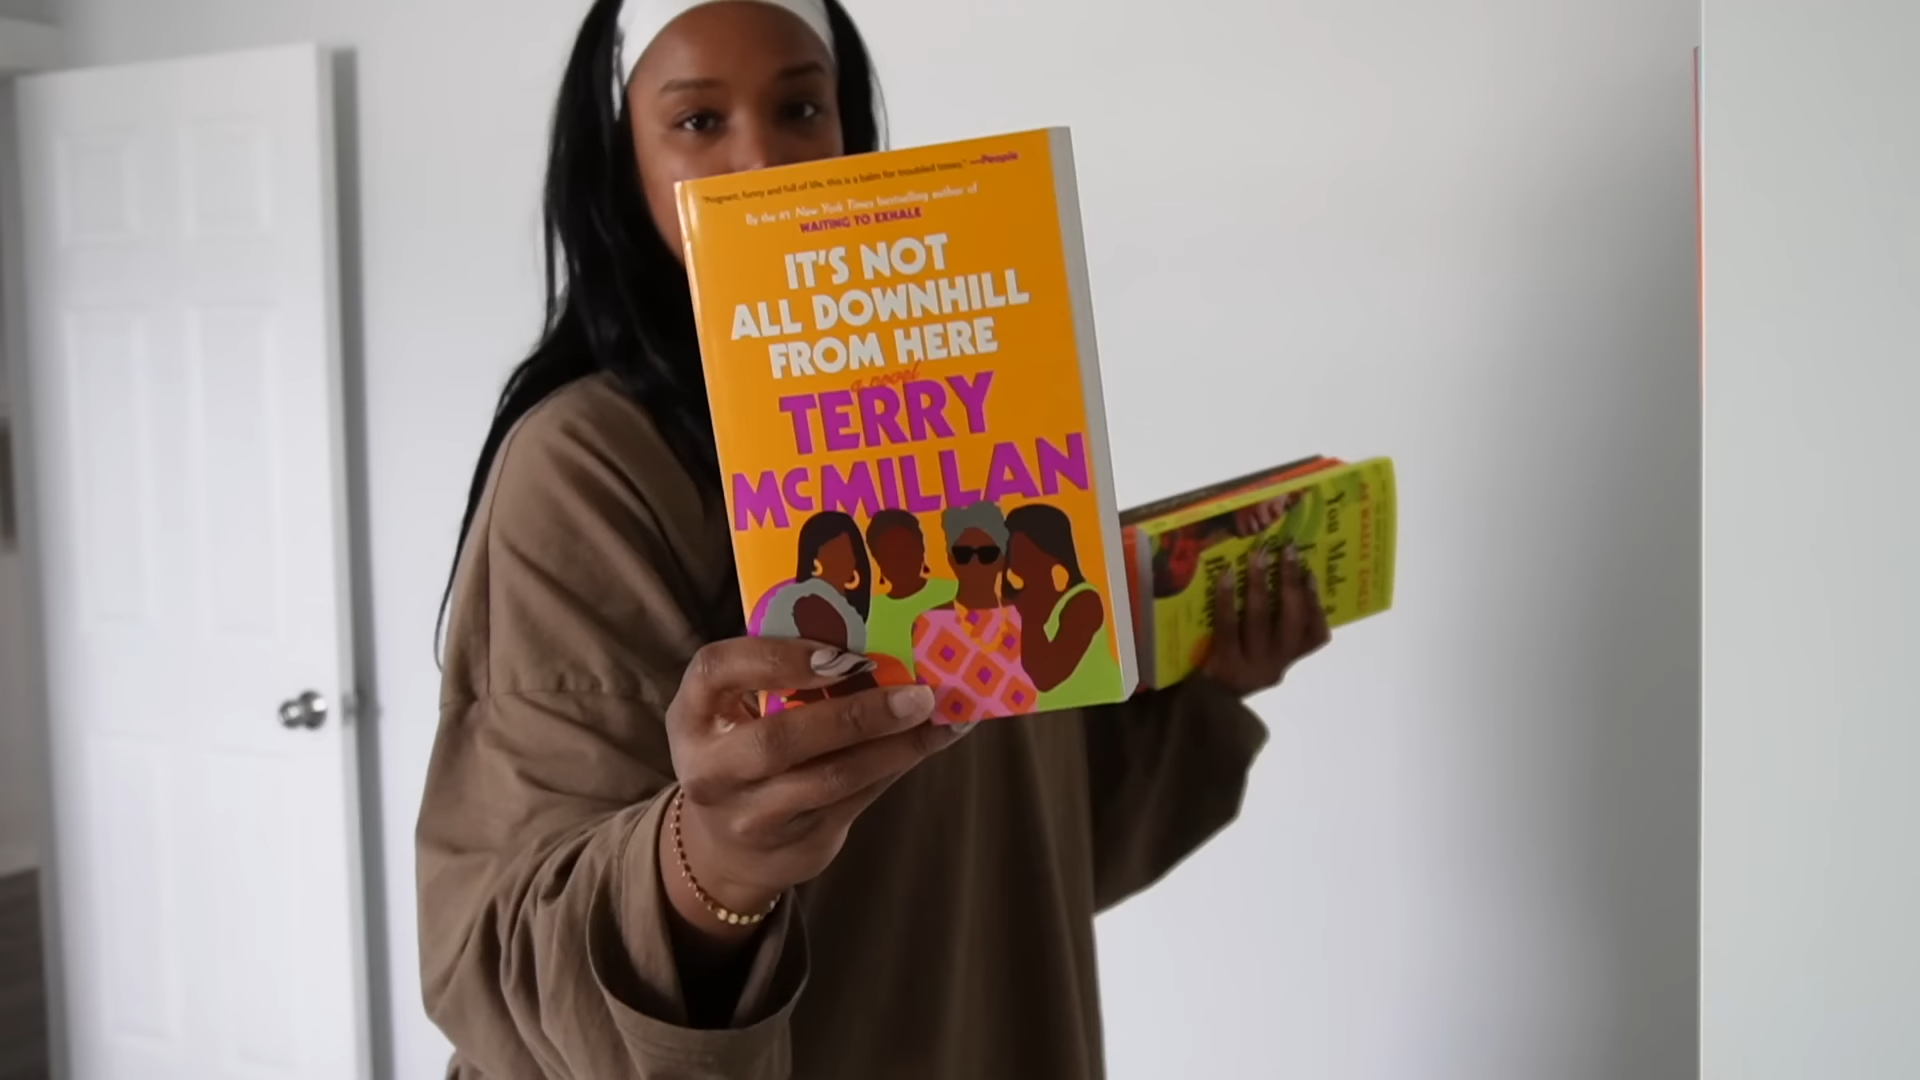 "Poignant, funny and full of life, this is a balm for troubled times." —People
By the #1 New York Times bestselling author of
WAITING TO EXHALE
IT'S NOT
ALL DOWNHILL
FROM HERE
a novel
TERRY
McMILLAN
You Made a